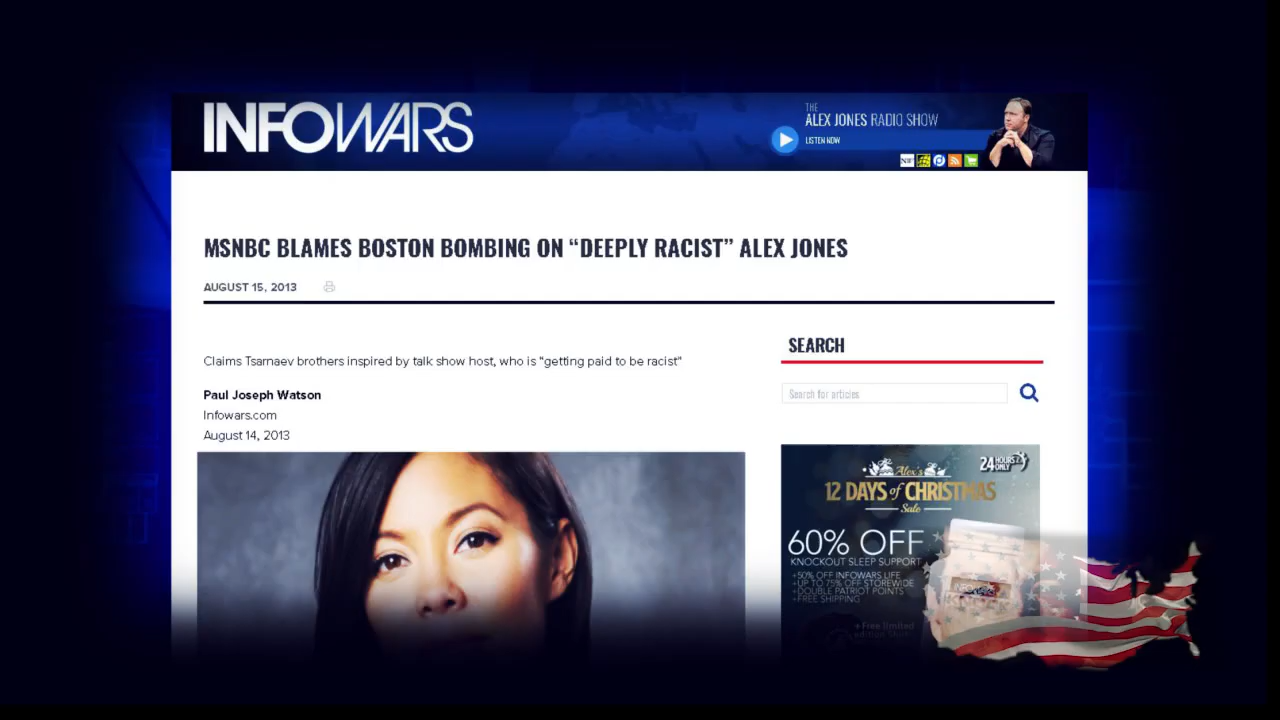 INFOWARS
THE
ALEX JONES RADIO SHOW
LISTEN NOW
MSNBC BLAMES BOSTON BOMBING ON “DEEPLY RACIST” ALEX JONES
AUGUST 15, 2013
Claims Tsarnaev brothers inspired by talk show host, who is "getting paid to be racist"
Paul Joseph Watson
Infowars.com
August 14, 2013
SEARCH
Search for articles
24 HOURS ONLY
Alex's
12 DAYS of CHRISTMAS
Sale
60% OFF
KNOCKOUT SLEEP SUPPORT
+50% OFF INFOWARS LIFE
+UP TO 75% OFF STOREWIDE
+DOUBLE PATRIOT POINTS
+FREE SHIPPING
+Free limited